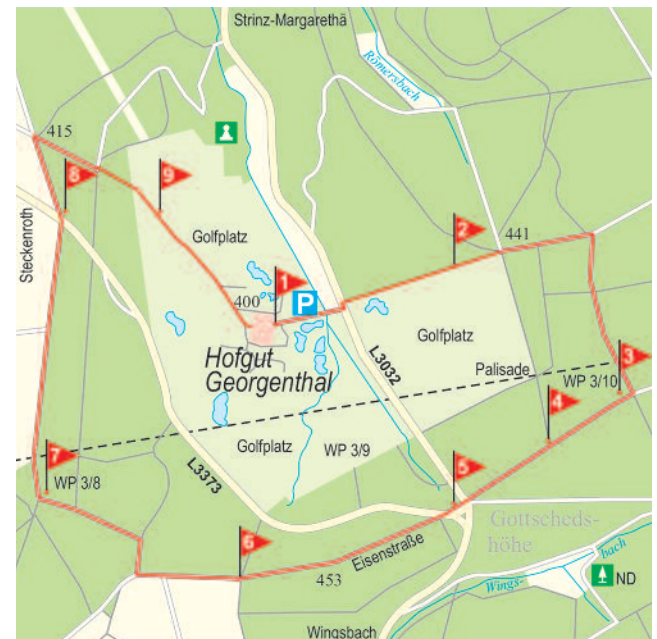 Strinz-Margarethä
Römersbach
415
8
9
Golfplatz
2
441
Steckenroth
1
400
P
Hofgut
Georgenthal
L3032
Golfplatz
Palisade
3
WP 3/10
4
Golfplatz
WP 3/9
7
WP 3/8
L3373
5
Gottscheds-
höhe
6
Eisenstraße
453
Wings-
bach
ND
Wingsbach